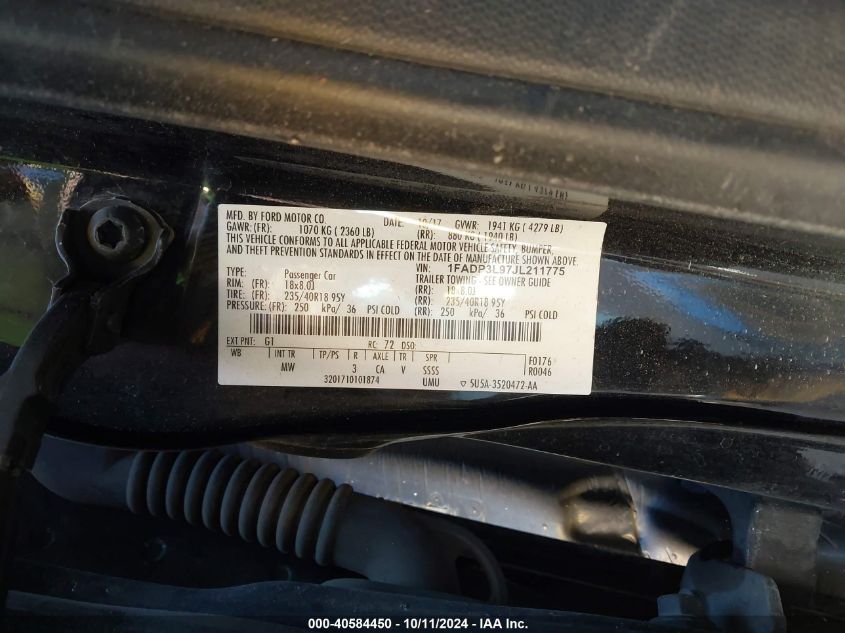 MFD. BY FORD MOTOR CO. DATE: 10/17 GVWR: 1941 KG ( 4279 LB)
GAWR: (FR): 1070 KG ( 2360 LB) (RR): 880 KG ( 1940 LB)
THIS VEHICLE CONFORMS TO ALL APPLICABLE FEDERAL MOTOR VEHICLE SAFETY, BUMPER,
AND THEFT PREVENTION STANDARDS IN EFFECT ON THE
DATE OF MANUFACTURE SHOWN ABOVE.
VIN: 1FADP3L97JL211775
TYPE: Passenger Car TRAILER TOWING - SEE OWNER GUIDE
RIM: (FR): 18x8.0J (RR): 18x8.0J
TIRE: (FR): 235/40R18 95Y (RR): 235/40R18 95Y
PRESSURE: (FR): 250 kPa/ 36 PSI COLD (RR): 250 kPa/ 36 PSI COLD
EXT PNT: G1 RC: 72 DSO:
WB INT TR TP/PS R AXLE TR SPR F0176
MW 3 CA V SSSS R0046
3201710101874 UMU ▽ 5U5A-3520472-AA
000-40584450 - 10/11/2024 - IAAI.COM